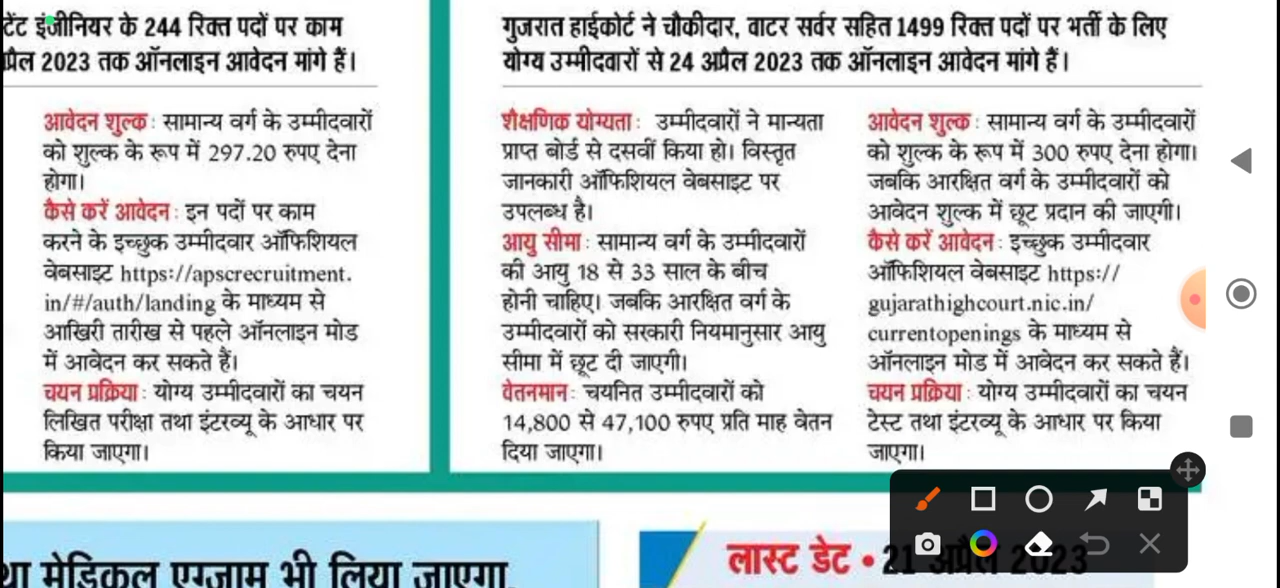 टेंट इंजीनियर के 244 रिक्त पदों पर काम
प्रैल 2023 तक ऑनलाइन आवेदन मांगे हैं।
आवेदन शुल्क : सामान्य वर्ग के उम्मीदवारों
को शुल्क के रूप में 297.20 रुपए देना
होगा।
कैसे करें आवेदन : इन पदों पर काम
करने के इच्छुक उम्मीदवार ऑफिशियल
वेबसाइट https://apscrecruitment.
in/#/auth/landing के माध्यम से
आखिरी तारीख से पहले ऑनलाइन मोड
में आवेदन कर सकते हैं।
चयन प्रक्रिया : योग्य उम्मीदवारों का चयन
लिखित परीक्षा तथा इंटरव्यू के आधार पर
किया जाएगा।
गुजरात हाईकोर्ट ने चौकीदार, वाटर सर्वर सहित 1499 रिक्त पदों पर भर्ती के लिए
योग्य उम्मीदवारों से 24 अप्रैल 2023 तक ऑनलाइन आवेदन मांगे हैं।
शैक्षणिक योग्यता : उम्मीदवारों ने मान्यता
प्राप्त बोर्ड से दसवीं किया हो। विस्तृत
जानकारी ऑफिशियल वेबसाइट पर
उपलब्ध है।
आयु सीमा : सामान्य वर्ग के उम्मीदवारों
की आयु 18 से 33 साल के बीच
होनी चाहिए। जबकि आरक्षित वर्ग के
उम्मीदवारों को सरकारी नियमानुसार आयु
सीमा में छूट दी जाएगी।
वेतनमान : चयनित उम्मीदवारों को
14,800 से 47,100 रुपए प्रति माह वेतन
दिया जाएगा।
आवेदन शुल्क : सामान्य वर्ग के उम्मीदवारों
को शुल्क के रूप में 300 रुपए देना होगा।
जबकि आरक्षित वर्ग के उम्मीदवारों को
आवेदन शुल्क में छूट प्रदान की जाएगी।
कैसे करें आवेदन : इच्छुक उम्मीदवार
ऑफिशियल वेबसाइट https://
gujarathighcourt.nic.in/
currentopenings के माध्यम से
ऑनलाइन मोड में आवेदन कर सकते हैं।
चयन प्रक्रिया : योग्य उम्मीदवारों का चयन
टेस्ट तथा इंटरव्यू के आधार पर किया
जाएगा।
था मेडिकल एग्जाम भी लिया जाएगा.
लास्ट डेट • 21 अप्रैल 2023